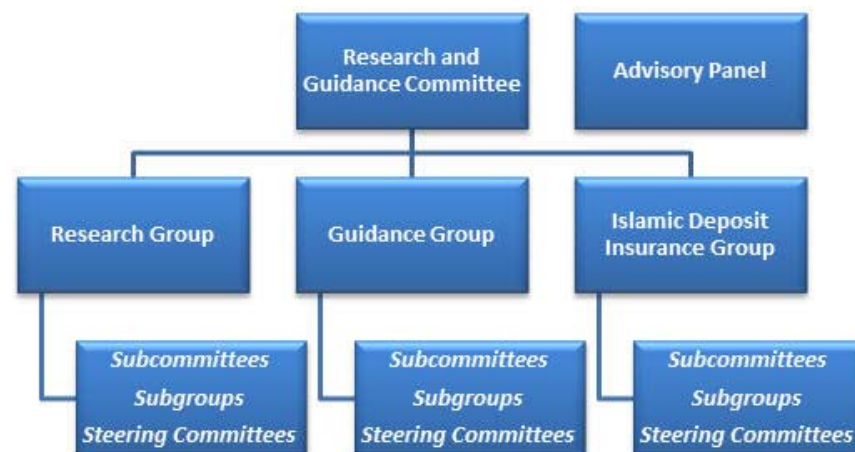 Research and
Guidance Committee
Advisory Panel
Research Group
Guidance Group
Islamic Deposit
Insurance Group
Subcommittees
Subgroups
Steering Committees
Subcommittees
Subgroups
Steering Committees
Subcommittees
Subgroups
Steering Committees